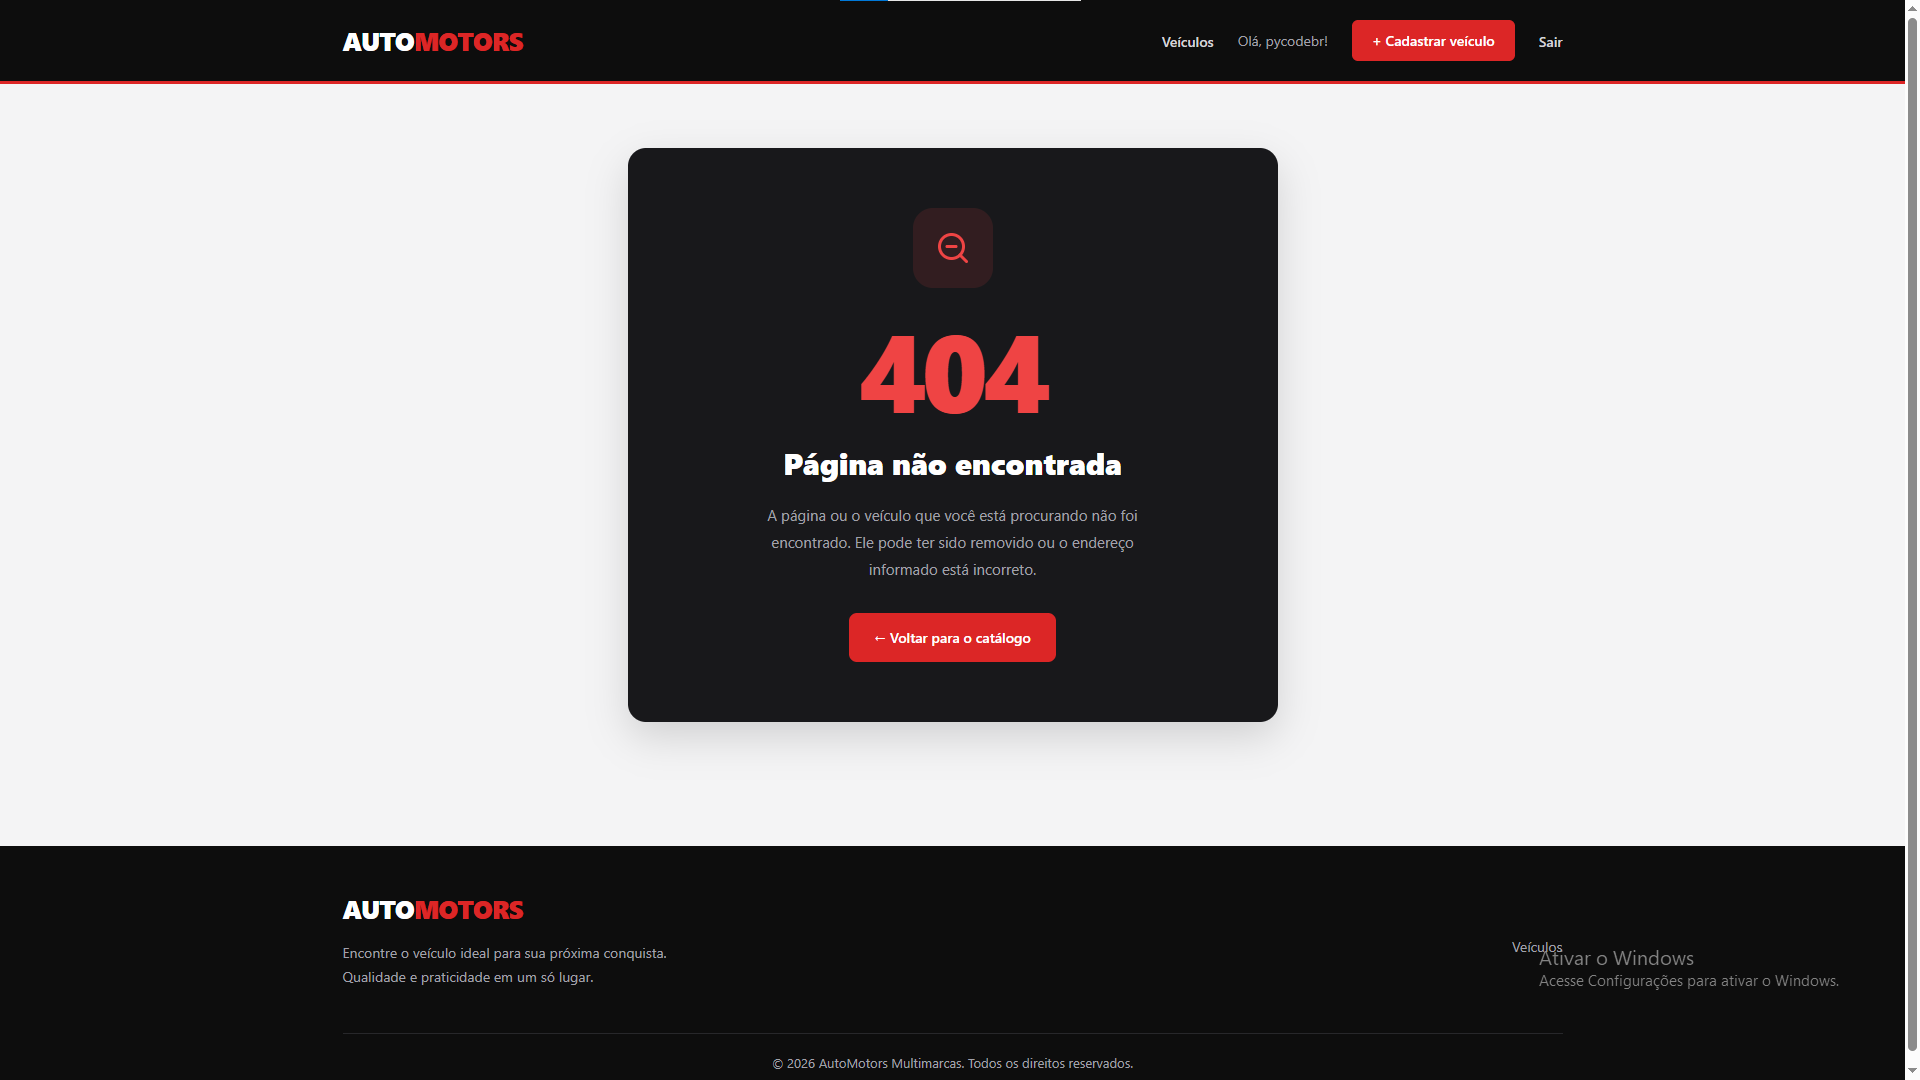 AUTOMOTORS
Veículos
Olá, pycodebr!
+ Cadastrar veículo
Sair
404
Página não encontrada
A página ou o veículo que você está procurando não foi
encontrado. Ele pode ter sido removido ou o endereço
informado está incorreto.
← Voltar para o catálogo
AUTOMOTORS
Encontre o veículo ideal para sua próxima conquista.
Qualidade e praticidade em um só lugar.
Veículos
Ativar o Windows
Acesse Configurações para ativar o Windows.
© 2026 AutoMotors Multimarcas. Todos os direitos reservados.